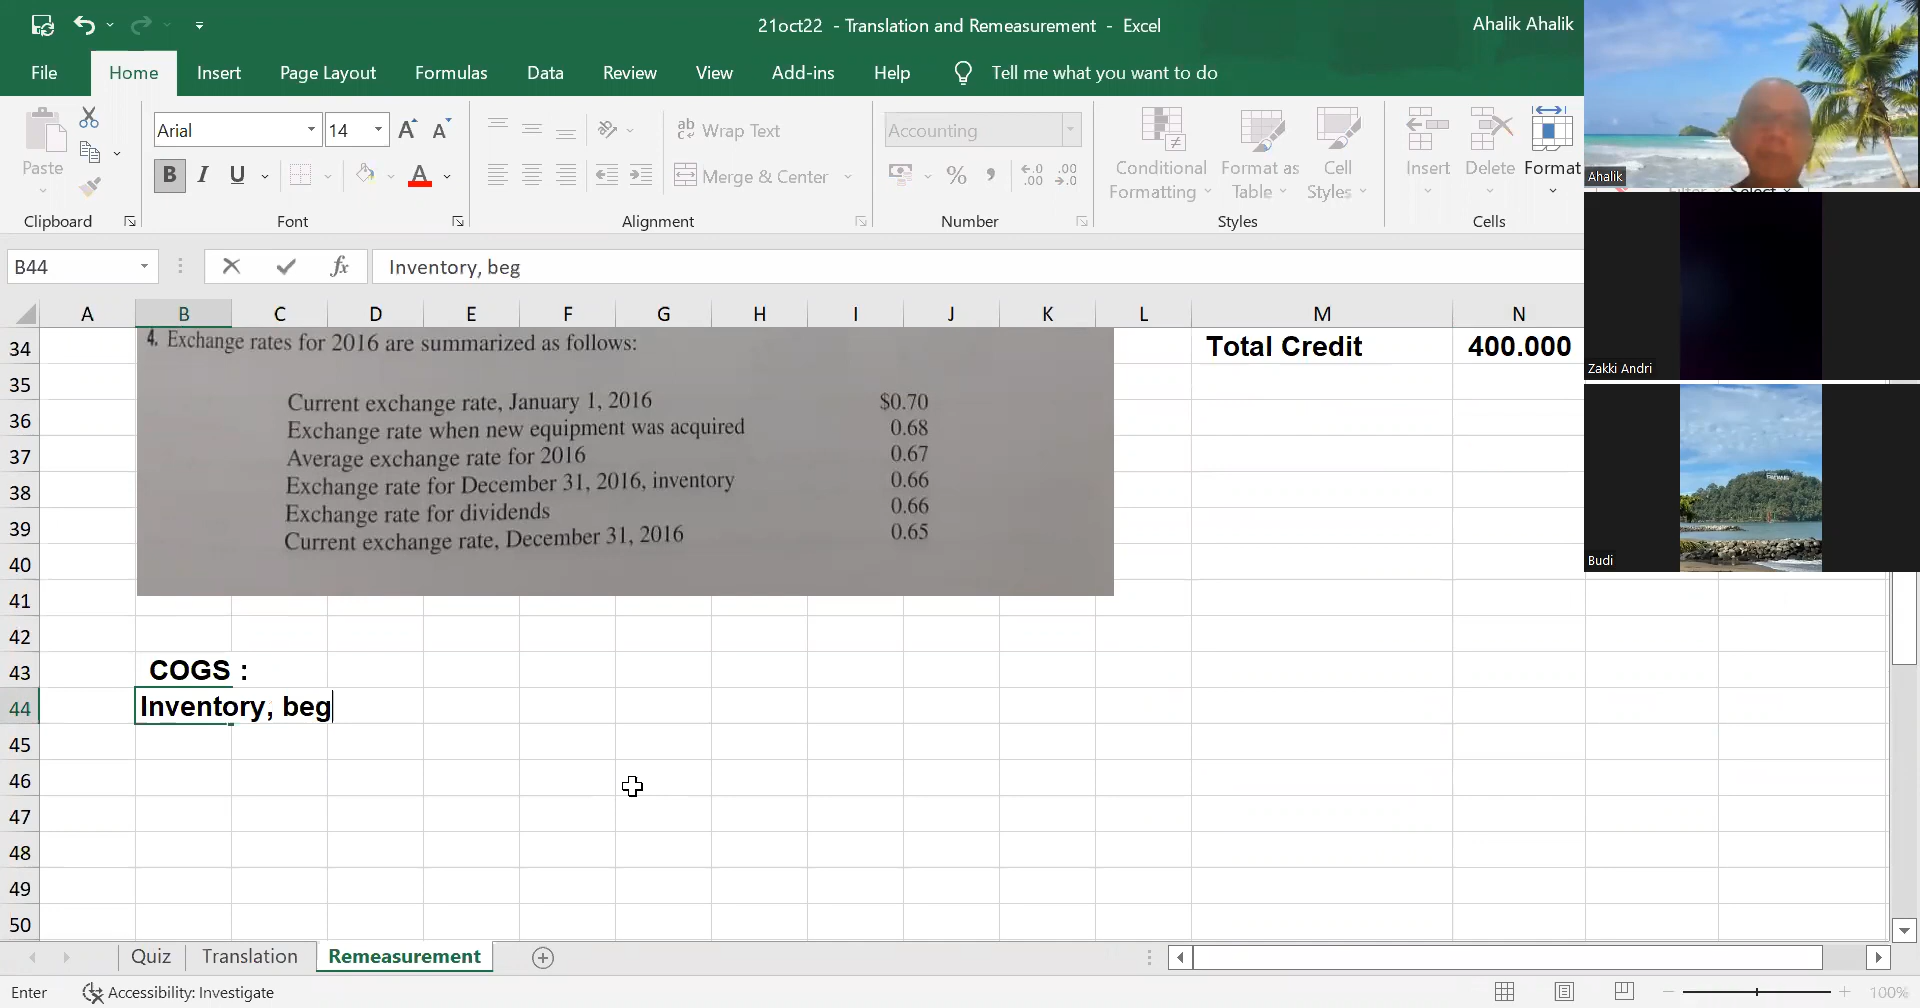 21oct22 - Translation and Remeasurement - Excel
Ahalik Ahalik
File Home Insert Page Layout Formulas Data Review View Add-ins Help Tell me what you want to do
Paste
Clipboard
Arial 14
B I U
Font
Wrap Text
Merge & Center
Alignment
Accounting
Number
Conditional Formatting
Format as Table
Cell Styles
Styles
Insert Delete Format
Cells
Ahalik
Zakki Andri
Budi
B44 fx Inventory, beg
A B C D E F G H I J K L M N
34 4. Exchange rates for 2016 are summarized as follows: Total Credit 400.000
35
Current exchange rate, January 1, 2016 $0.70
36 Exchange rate when new equipment was acquired 0.68
37 Average exchange rate for 2016 0.67
38 Exchange rate for December 31, 2016, inventory 0.66
39 Exchange rate for dividends 0.66
Current exchange rate, December 31, 2016 0.65
40
41
42
43 COGS :
44 Inventory, beg
45
46
47
48
49
50
Quiz Translation Remeasurement
Enter Accessibility: Investigate 100%